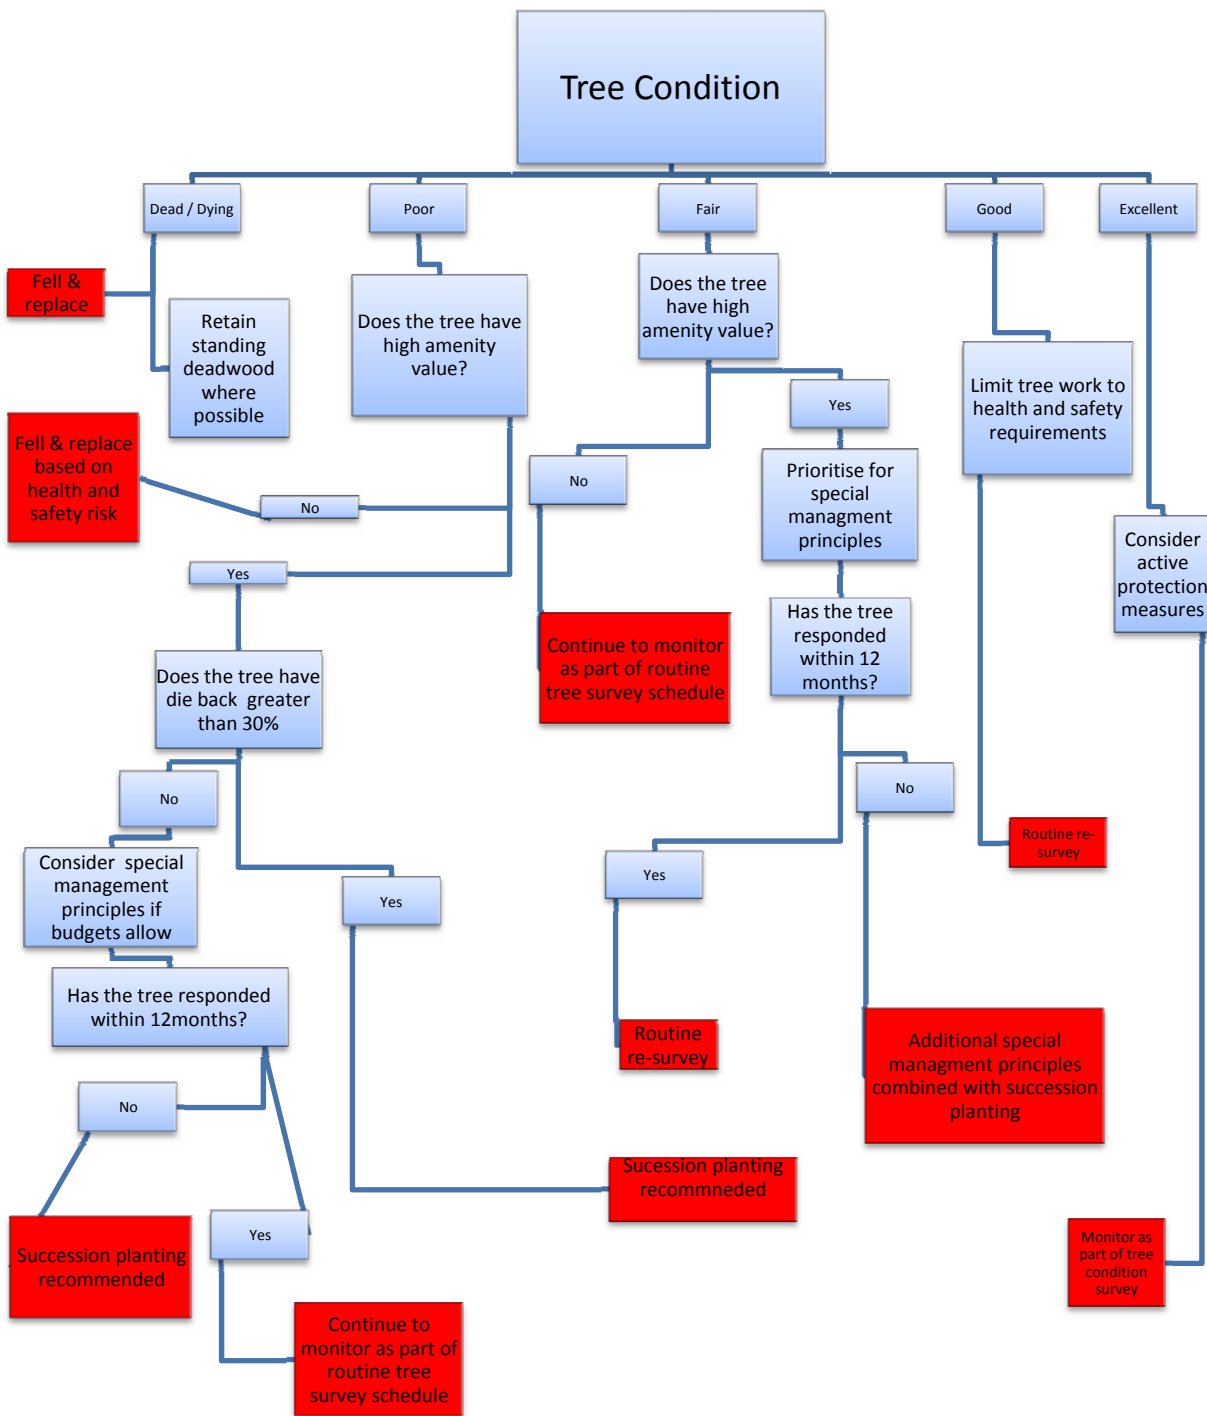 Tree Condition
Dead / Dying
Poor
Fair
Good
Excellent
Fell &
replace
Retain
standing
deadwood
where
possible
Does the tree have
high amenity
value?
Does the tree
have high
amenity value?
Limit tree work to
health and safety
requirements
Consider
active
protection
measures
Fell & replace
based on
health and
safety risk
No
Yes
No
Yes
Prioritise for
special
managment
principles
Does the tree have
die back  greater
than 30%
Continue to monitor
as part of routine
tree survey schedule
Has the tree
responded
within 12
months?
No
Yes
Yes
No
Routine re-
survey
Consider  special
management
principles if
budgets allow
Has the tree responded
within 12months?
Routine
re-survey
Additional special
managment principles
combined with succession
planting
No
Yes
Sucession planting
recommneded
Succession planting
recommended
Continue to
monitor as part of
routine tree
survey schedule
Monitor as
part of tree
condition
survey